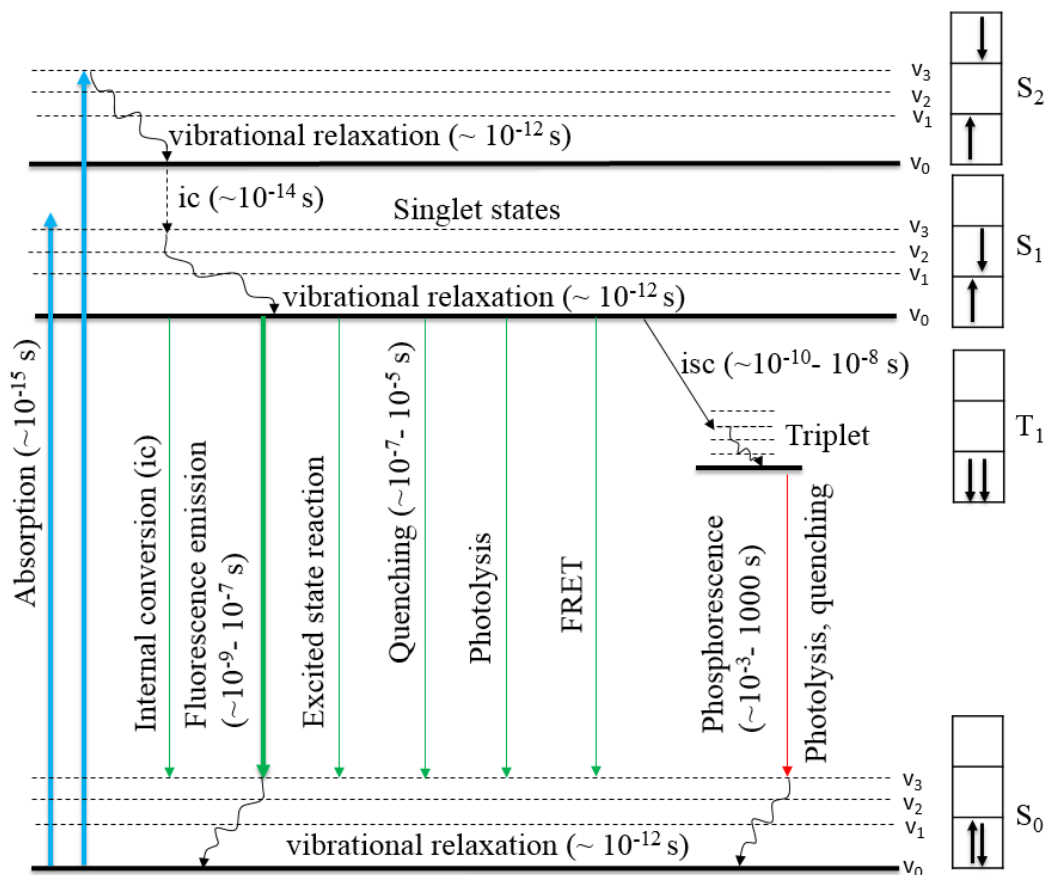 v₃
v₂
v₁
v₀
S₂
vibrational relaxation (~ 10⁻¹² s)
ic (~10⁻¹⁴ s)
Singlet states
v₃
v₂
v₁
v₀
S₁
vibrational relaxation (~ 10⁻¹² s)
isc (~10⁻¹⁰- 10⁻⁸ s)
Triplet
T₁
Absorption (~10⁻¹⁵ s)
Internal conversion (ic)
Fluorescence emission
(~10⁻⁹- 10⁻⁷ s)
Excited state reaction
Quenching (~10⁻⁷- 10⁻⁵ s)
Photolysis
FRET
Phosphorescence
(~10⁻³- 1000 s)
Photolysis, quenching
v₃
v₂
v₁
v₀
S₀
vibrational relaxation (~ 10⁻¹² s)